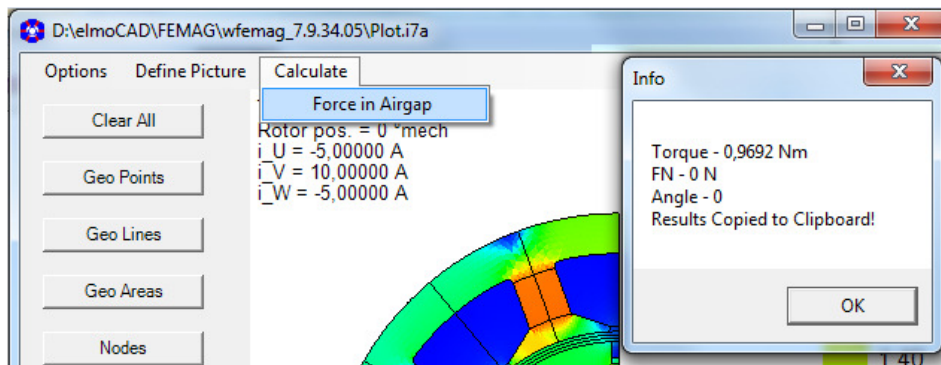 D:\elmoCAD\FEMAG\wfemag_7.9.34.05\Plot.i7a
Options Define Picture Calculate
Force in Airgap
Clear All
Geo Points
Geo Lines
Geo Areas
Nodes
Rotor pos. = 0 °mech
i_U = -5,00000 A
i_V = 10,00000 A
i_W = -5,00000 A
Info
Torque - 0,9692 Nm
FN - 0 N
Angle - 0
Results Copied to Clipboard!
OK
1.40